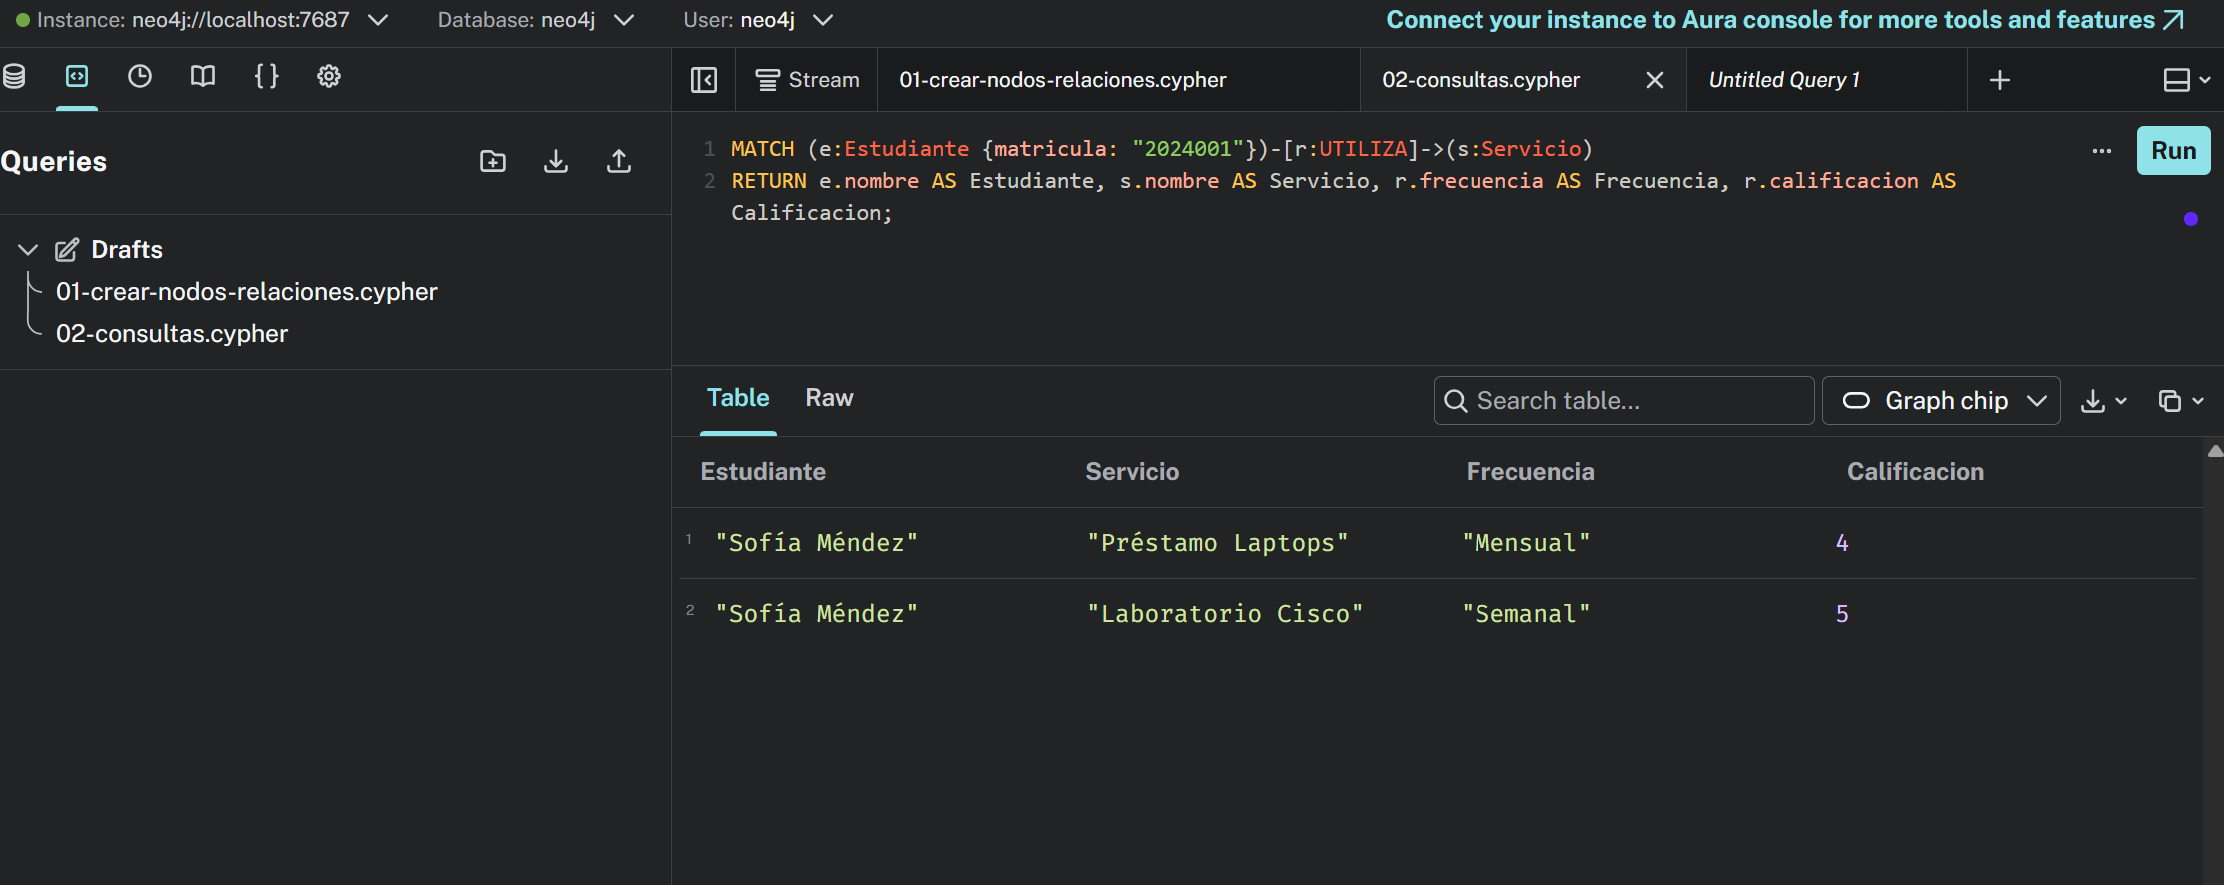 Instance: neo4j://localhost:7687 Database: neo4j User: neo4j Connect your instance to Aura console for more tools and features
Stream 01-crear-nodos-relaciones.cypher 02-consultas.cypher Untitled Query 1
Queries
Drafts
01-crear-nodos-relaciones.cypher
02-consultas.cypher
1 MATCH (e:Estudiante {matricula: "2024001"})-[r:UTILIZA]->(s:Servicio)
2 RETURN e.nombre AS Estudiante, s.nombre AS Servicio, r.frecuencia AS Frecuencia, r.calificacion AS
Calificacion;
Run
Table Raw Search table... Graph chip
Estudiante Servicio Frecuencia Calificacion
1 "Sofía Méndez" "Préstamo Laptops" "Mensual" 4
2 "Sofía Méndez" "Laboratorio Cisco" "Semanal" 5